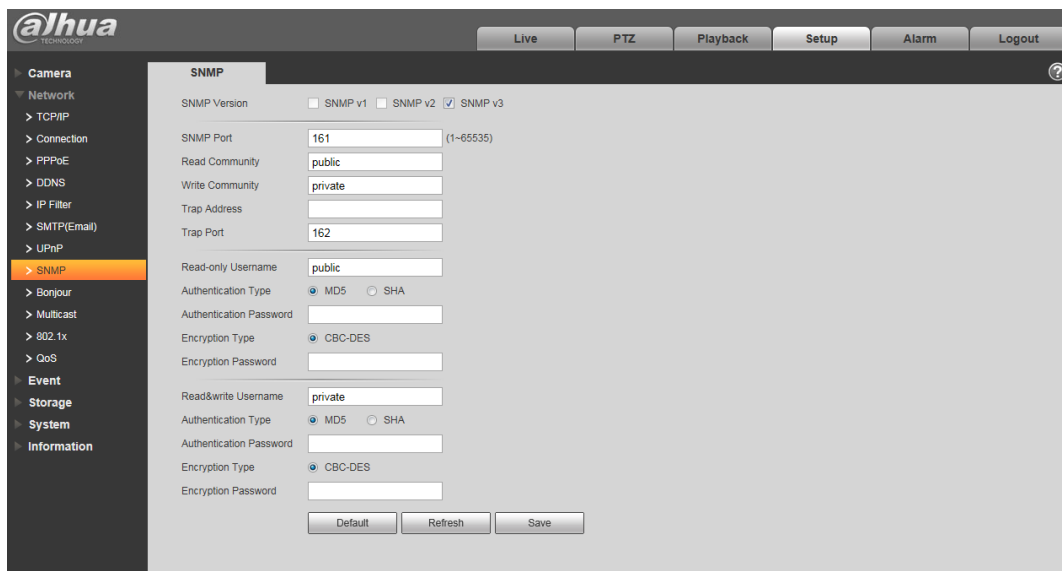 alhua
TECHNOLOGY
Live PTZ Playback Setup Alarm Logout
Camera
Network
> TCP/IP
> Connection
> PPPoE
> DDNS
> IP Filter
> SMTP(Email)
> UPnP
> SNMP
> Bonjour
> Multicast
> 802.1x
> QoS
Event
Storage
System
Information
SNMP ?
SNMP Version SNMP v1 SNMP v2 SNMP v3
SNMP Port 161 (1~65535)
Read Community public
Write Community private
Trap Address
Trap Port 162
Read-only Username public
Authentication Type MD5 SHA
Authentication Password
Encryption Type CBC-DES
Encryption Password
Read&write Username private
Authentication Type MD5 SHA
Authentication Password
Encryption Type CBC-DES
Encryption Password
Default Refresh Save